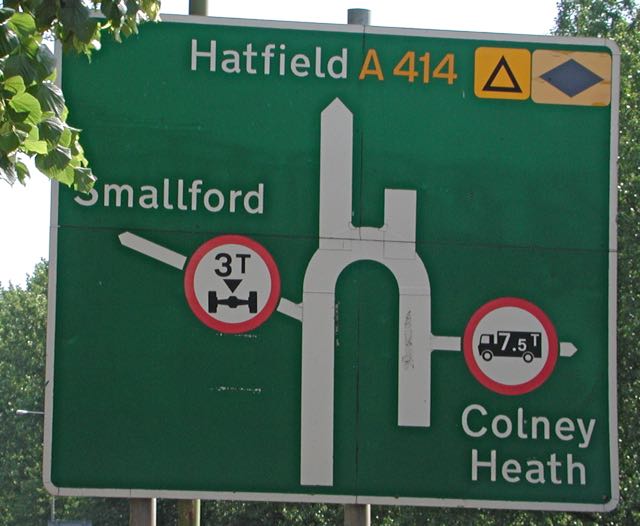 Hatfield A 414
Smallford
3T
7.5T
Colney
Heath